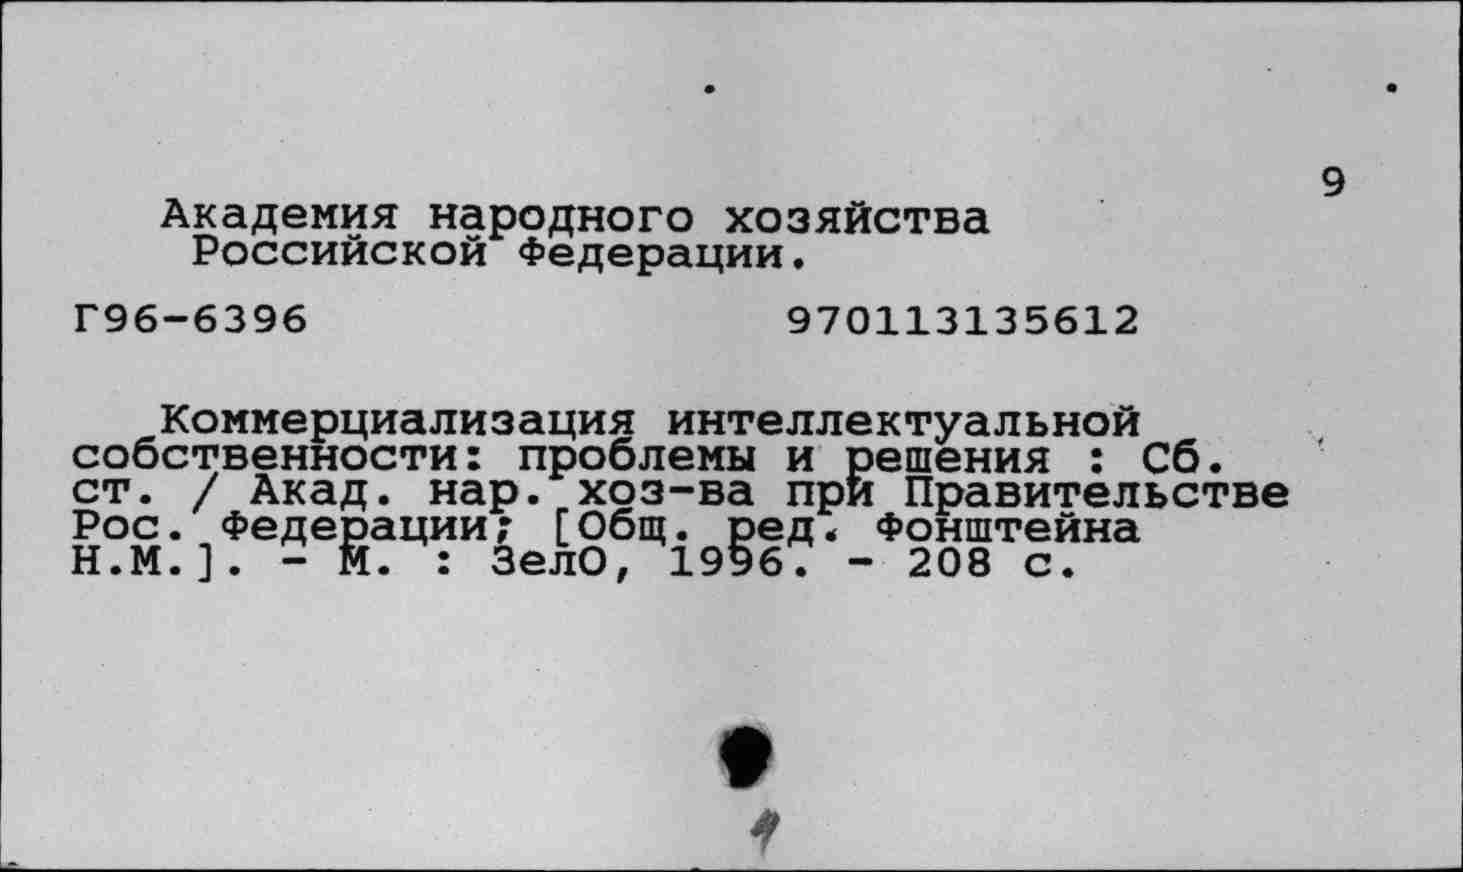 9
Академия народного хозяйства
Российской Федерации.
Г96-6396 970113135612
Коммерциализация интеллектуальной
собственности: проблемы и решения : Сб.
ст. / Акад. нар. хоз-ва при Правительстве
Рос. Федерации; [Общ. ред. Фонштейна
Н.М.]. - М. : ЗелО, 1996. - 208 с.